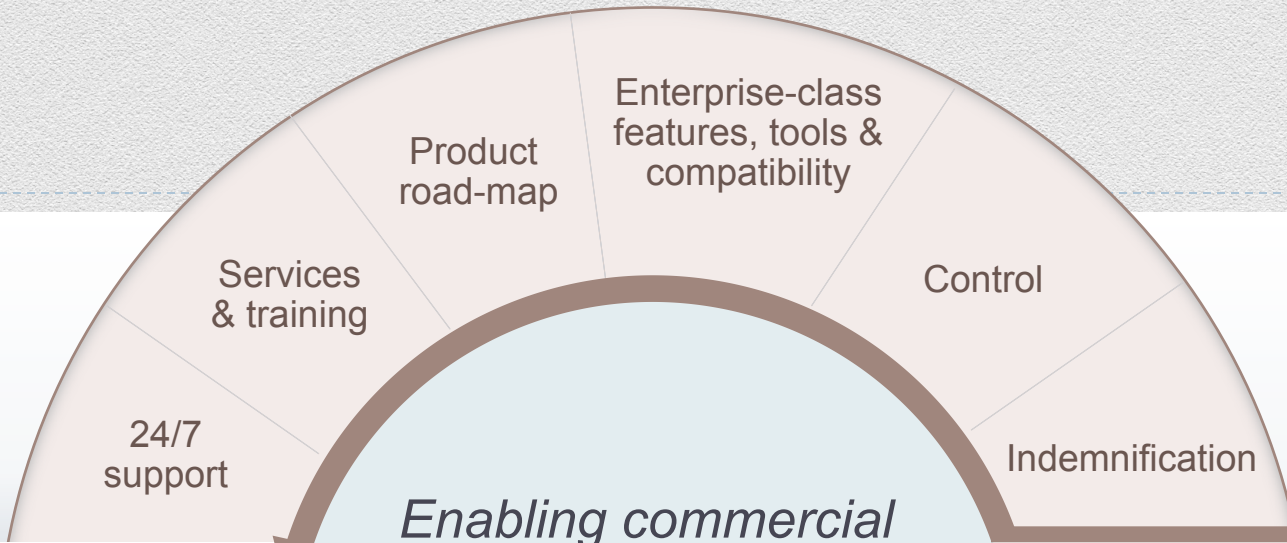 Enterprise-class
features, tools &
compatibility
Product
road-map
Services
& training
Control
24/7
support
Indemnification
Enabling commercial